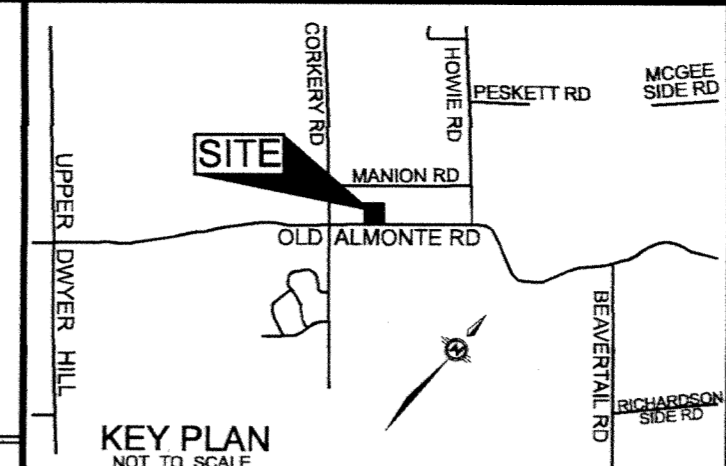 CORKERY RD
HOWIE RD
PESKETT RD
MCGEE
SIDE RD
SITE
MANION RD
UPPER DWYER HILL
OLD ALMONTE RD
BEAVERTAIL RD
RICHARDSON
SIDE RD
N
KEY PLAN
NOT TO SCALE